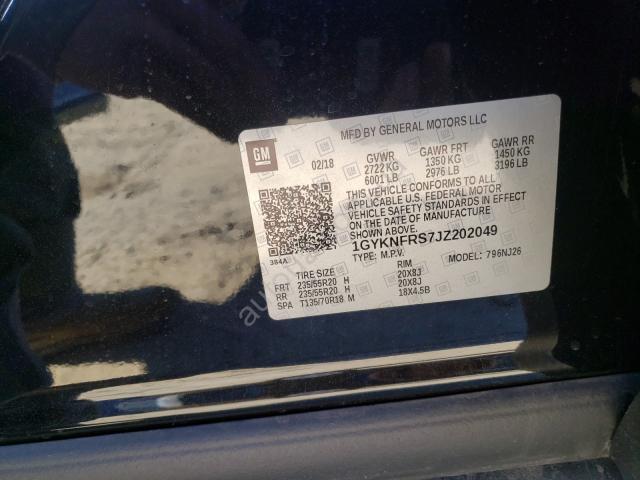 MFD BY GENERAL MOTORS LLC
GM
02/18 GVWR GAWR FRT GAWR RR
2722 KG 1350 KG 1450 KG
6001 LB 2976 LB 3196 LB
THIS VEHICLE CONFORMS TO ALL
APPLICABLE U.S. FEDERAL MOTOR
VEHICLE SAFETY STANDARDS IN EFFECT
ON THE DATE OF MANUFACTURE
SHOWN ABOVE.
1GYKNFRS7JZ202049
TYPE: M.P.V. MODEL: 796NJ26
384A
TIRE SIZE RIM
FRT 235/55R20 H 20X8J
RR 235/55R20 H 20X8J
SPA T135/70R18 M 18X4.5B